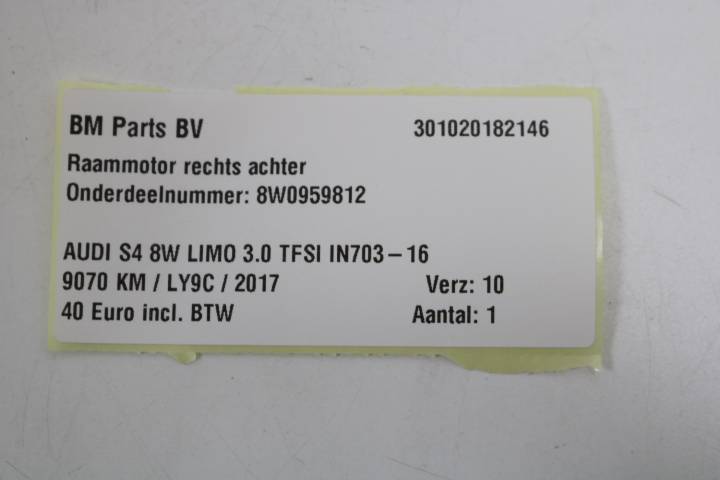 BM Parts BV 301020182146
Raammotor rechts achter
Onderdeelnummer: 8W0959812
AUDI S4 8W LIMO 3.0 TFSI IN703-16
9070 KM / LY9C / 2017 Verz: 10
40 Euro incl. BTW Aantal: 1